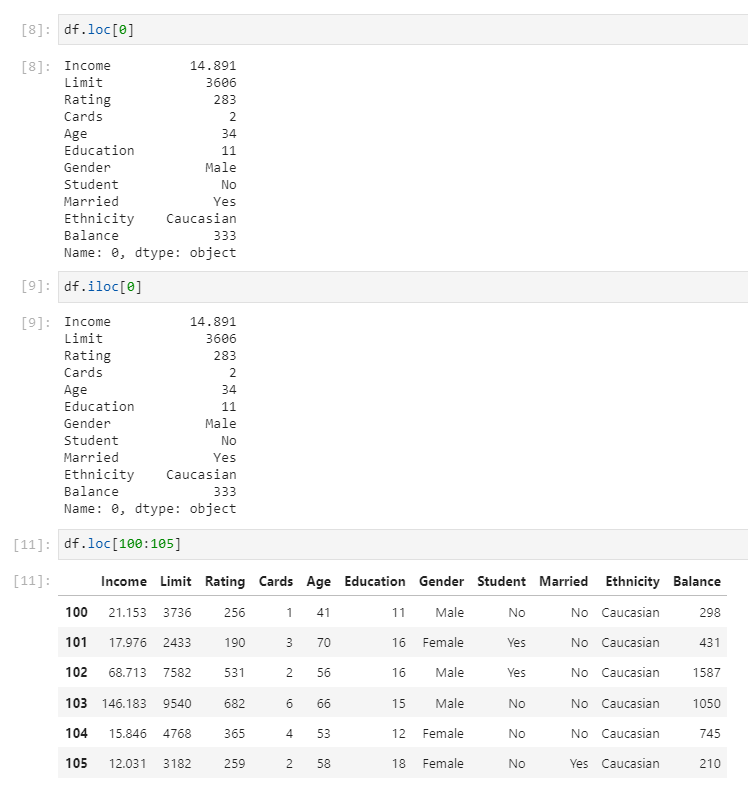 [8]: df.loc[0]
[8]: Income 14.891
Limit 3606
Rating 283
Cards 2
Age 34
Education 11
Gender Male
Student No
Married Yes
Ethnicity Caucasian
Balance 333
Name: 0, dtype: object
[9]: df.iloc[0]
[9]: Income 14.891
Limit 3606
Rating 283
Cards 2
Age 34
Education 11
Gender Male
Student No
Married Yes
Ethnicity Caucasian
Balance 333
Name: 0, dtype: object
[11]: df.loc[100:105]
[11]: Income Limit Rating Cards Age Education Gender Student Married Ethnicity Balance
100 21.153 3736 256 1 41 11 Male No No Caucasian 298
101 17.976 2433 190 3 70 16 Female Yes No Caucasian 431
102 68.713 7582 531 2 56 16 Male Yes No Caucasian 1587
103 146.183 9540 682 6 66 15 Male No No Caucasian 1050
104 15.846 4768 365 4 53 12 Female No No Caucasian 745
105 12.031 3182 259 2 58 18 Female No Yes Caucasian 210